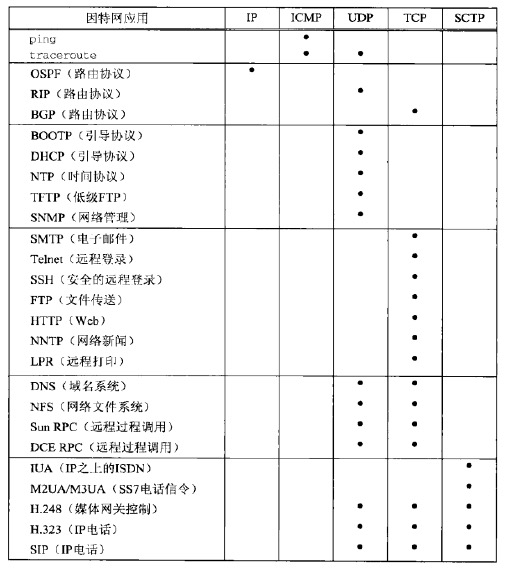 因特网应用 IP ICMP UDP TCP SCTP
ping •
traceroute • •
OSPF（路由协议） •
RIP（路由协议） •
BGP（路由协议） •
BOOTP（引导协议） •
DHCP（引导协议） •
NTP（时间协议） •
TFTP（低级FTP） •
SNMP（网络管理） •
SMTP（电子邮件） •
Telnet（远程登录） •
SSH（安全的远程登录） •
FTP（文件传送） •
HTTP（Web） •
NNTP（网络新闻） •
LPR（远程打印） •
DNS（域名系统） • •
NFS（网络文件系统） • •
Sun RPC（远程过程调用） • •
DCE RPC（远程过程调用） • •
IUA（IP之上的ISDN） •
M2UA/M3UA（SS7电话信令） •
H.248（媒体网关控制） • • •
H.323（IP电话） • • •
SIP（IP电话） • • •